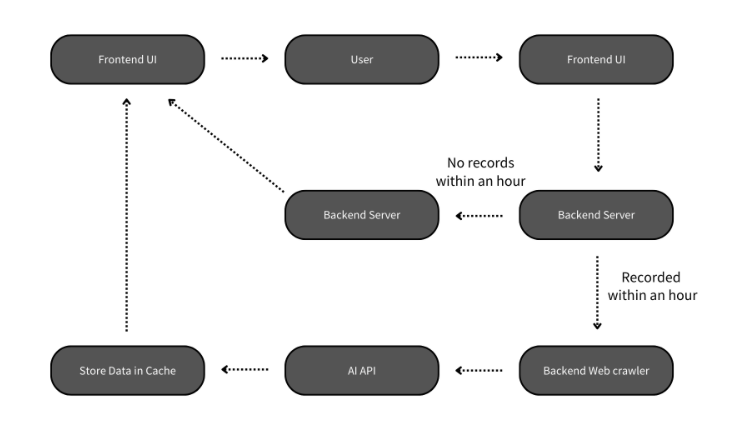 Frontend UI
User
Frontend UI
No records
within an hour
Backend Server
Backend Server
Recorded
within an hour
Store Data in Cache
AI API
Backend Web crawler